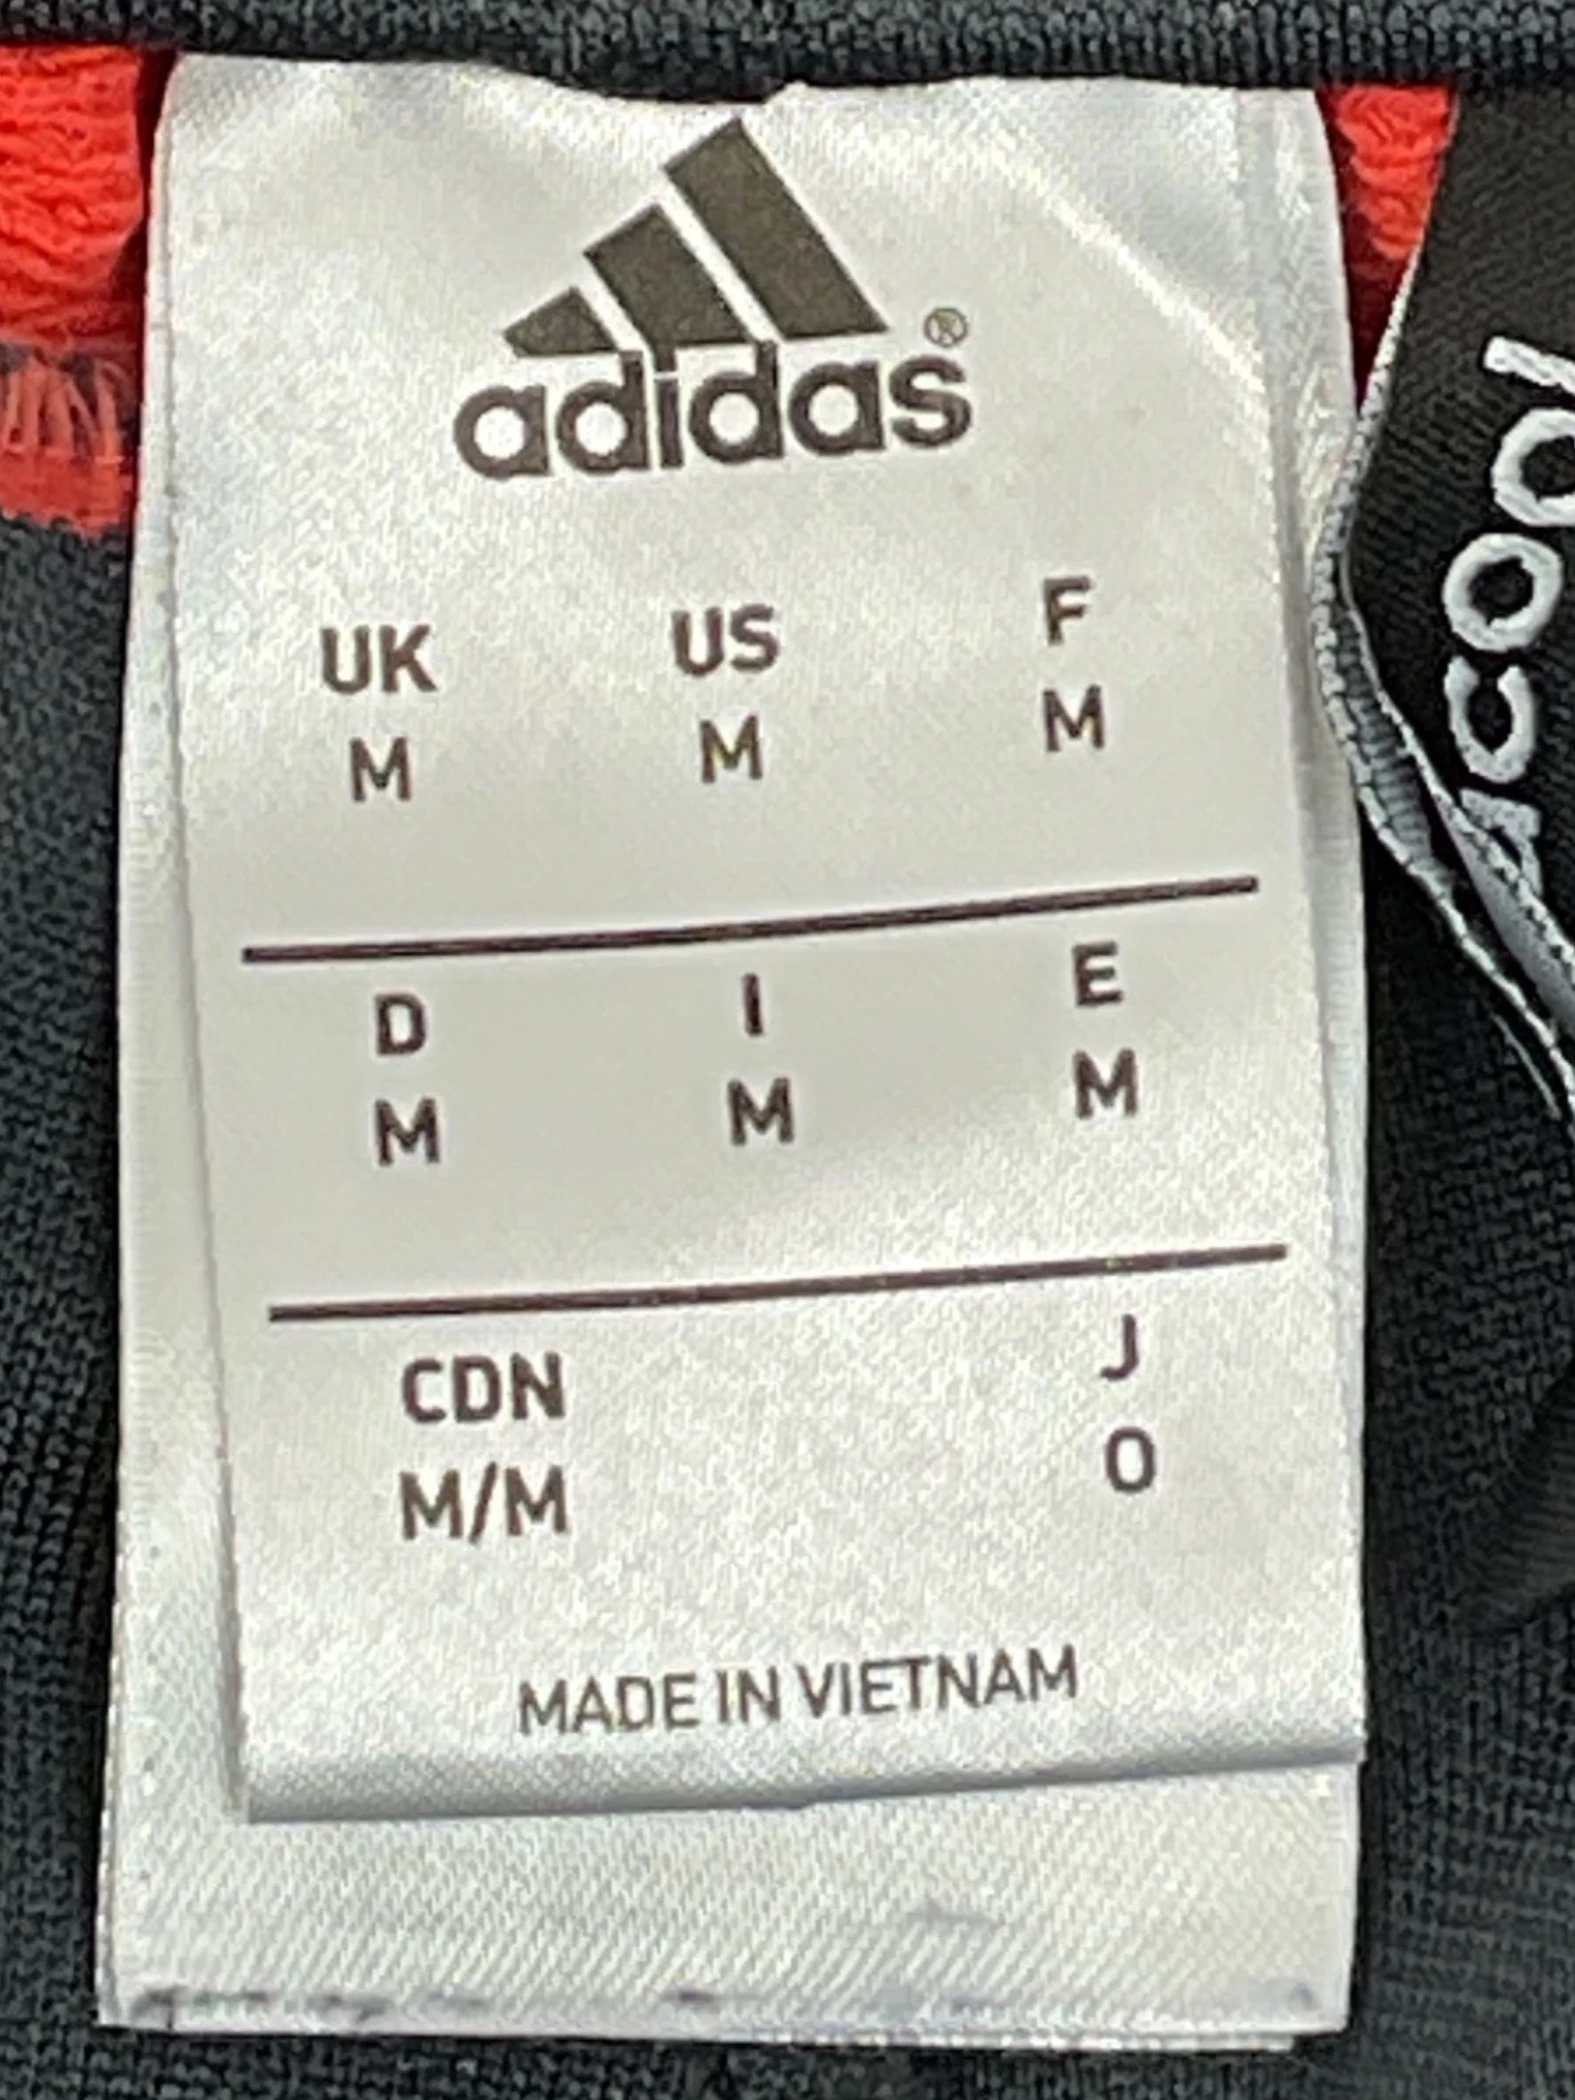 adidas®
UK US F
M M M
D I E
M M M
CDN J
M/M O
MADE IN VIETNAM